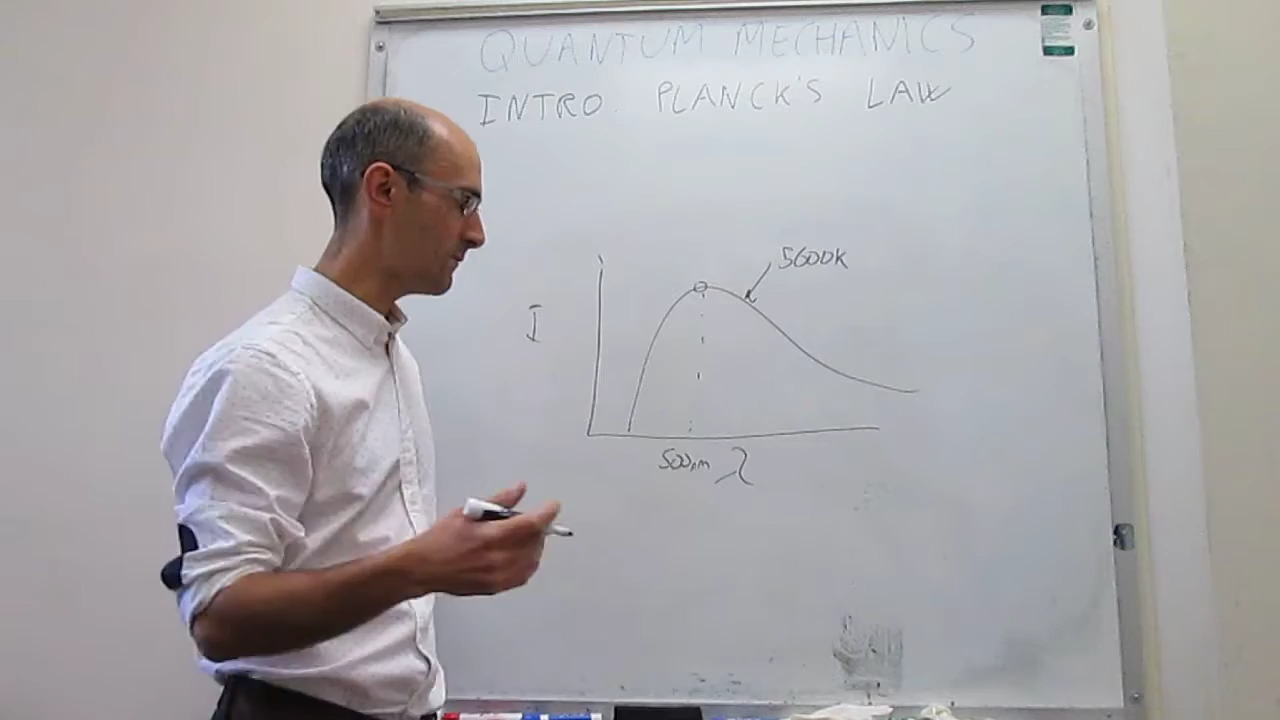 QUANTUM MECHANICS
INTRO. PLANCK'S LAW
5600K
I
500nm λ